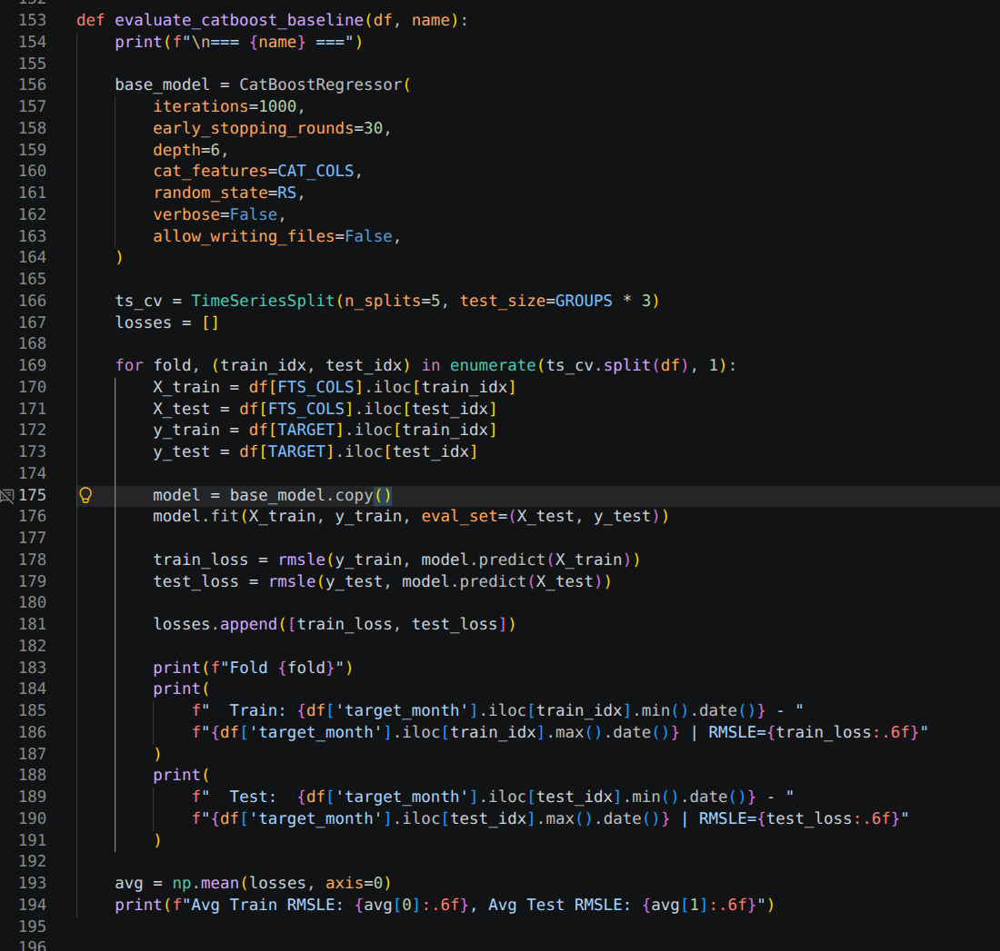 152
153 def evaluate_catboost_baseline(df, name):
154     print(f"\n=== {name} ===")
155
156     base_model = CatBoostRegressor(
157         iterations=1000,
158         early_stopping_rounds=30,
159         depth=6,
160         cat_features=CAT_COLS,
161         random_state=RS,
162         verbose=False,
163         allow_writing_files=False,
164     )
165
166     ts_cv = TimeSeriesSplit(n_splits=5, test_size=GROUPS * 3)
167     losses = []
168
169     for fold, (train_idx, test_idx) in enumerate(ts_cv.split(df), 1):
170         X_train = df[FTS_COLS].iloc[train_idx]
171         X_test = df[FTS_COLS].iloc[test_idx]
172         y_train = df[TARGET].iloc[train_idx]
173         y_test = df[TARGET].iloc[test_idx]
174
175         model = base_model.copy()
176         model.fit(X_train, y_train, eval_set=(X_test, y_test))
177
178         train_loss = rmsle(y_train, model.predict(X_train))
179         test_loss = rmsle(y_test, model.predict(X_test))
180
181         losses.append([train_loss, test_loss])
182
183         print(f"Fold {fold}")
184         print(
185             f"  Train: {df['target_month'].iloc[train_idx].min().date()} - "
186             f"{df['target_month'].iloc[train_idx].max().date()} | RMSLE={train_loss:.6f}"
187         )
188         print(
189             f"  Test:  {df['target_month'].iloc[test_idx].min().date()} - "
190             f"{df['target_month'].iloc[test_idx].max().date()} | RMSLE={test_loss:.6f}"
191         )
192
193     avg = np.mean(losses, axis=0)
194     print(f"Avg Train RMSLE: {avg[0]:.6f}, Avg Test RMSLE: {avg[1]:.6f}")
195
196